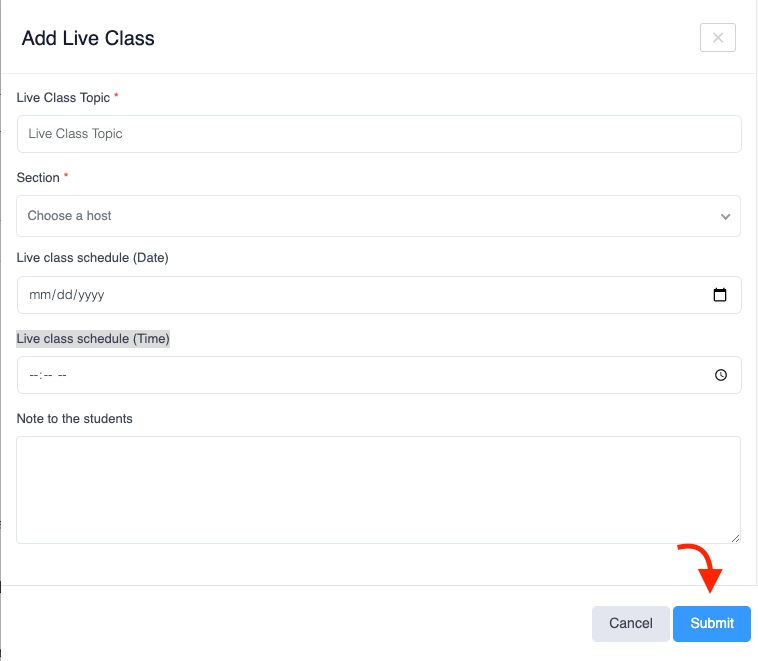 Add Live Class
Live Class Topic *
Live Class Topic
Section *
Choose a host
Live class schedule (Date)
mm/dd/yyyy
Live class schedule (Time)
--:-- --
Note to the students
Cancel
Submit